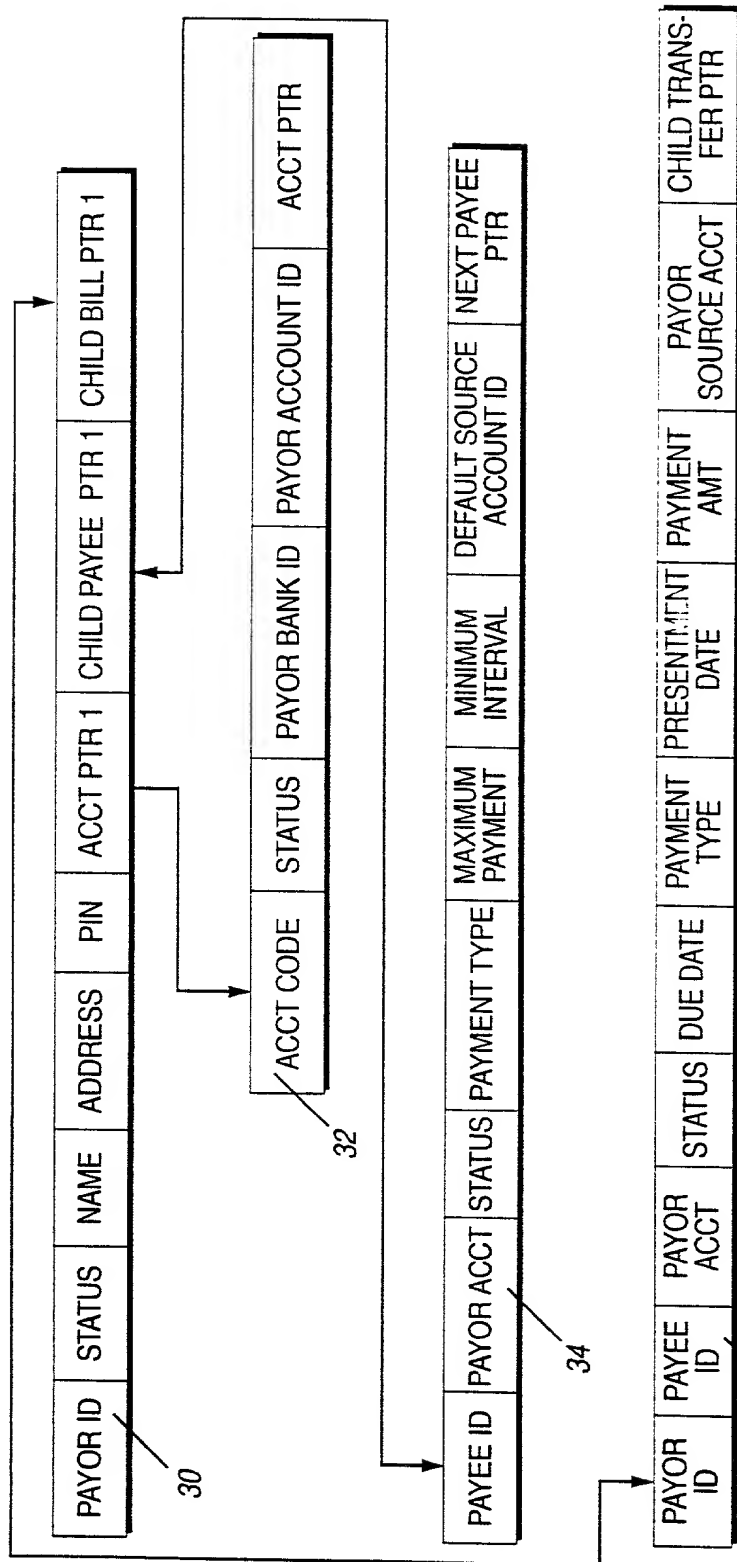 PAYOR ID STATUS NAME ADDRESS PIN ACCT PTR 1 CHILD PAYEE PTR 1 CHILD BILL PTR 1
30
ACCT CODE STATUS PAYOR BANK ID PAYOR ACCOUNT ID ACCT PTR
32
PAYEE ID PAYOR ACCT STATUS PAYMENT TYPE MAXIMUM PAYMENT MINIMUM INTERVAL DEFAULT SOURCE ACCOUNT ID NEXT PAYEE PTR
34
PAYOR ID PAYEE ID PAYOR ACCT STATUS DUE DATE PAYMENT TYPE PRESENTMENT DATE PAYMENT AMT PAYOR SOURCE ACCT CHILD TRANS-FER PTR